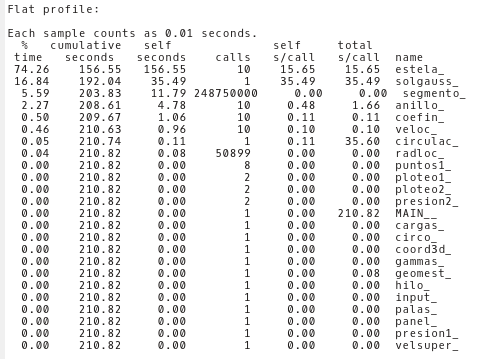 Flat profile:
Each sample counts as 0.01 seconds.
% cumulative self self total
time seconds seconds calls s/call s/call name
74.26 156.55 156.55 10 15.65 15.65 estela_
16.84 192.04 35.49 1 35.49 35.49 solgauss_
5.59 203.83 11.79 248750000 0.00 0.00 segmento_
2.27 208.61 4.78 10 0.48 1.66 anillo_
0.50 209.67 1.06 10 0.11 0.11 coefin_
0.46 210.63 0.96 10 0.10 0.10 veloc_
0.05 210.74 0.11 1 0.11 35.60 circulac_
0.04 210.82 0.08 50899 0.00 0.00 radloc_
0.00 210.82 0.00 8 0.00 0.00 puntos1_
0.00 210.82 0.00 2 0.00 0.00 ploteo1_
0.00 210.82 0.00 2 0.00 0.00 ploteo2_
0.00 210.82 0.00 2 0.00 0.00 presion2_
0.00 210.82 0.00 1 0.00 210.82 MAIN__
0.00 210.82 0.00 1 0.00 0.00 cargas_
0.00 210.82 0.00 1 0.00 0.00 circo_
0.00 210.82 0.00 1 0.00 0.00 coord3d_
0.00 210.82 0.00 1 0.00 0.00 gammas_
0.00 210.82 0.00 1 0.00 0.08 geomest_
0.00 210.82 0.00 1 0.00 0.00 hilo_
0.00 210.82 0.00 1 0.00 0.00 input_
0.00 210.82 0.00 1 0.00 0.00 palas_
0.00 210.82 0.00 1 0.00 0.00 panel_
0.00 210.82 0.00 1 0.00 0.00 presion1_
0.00 210.82 0.00 1 0.00 0.00 velsuper_